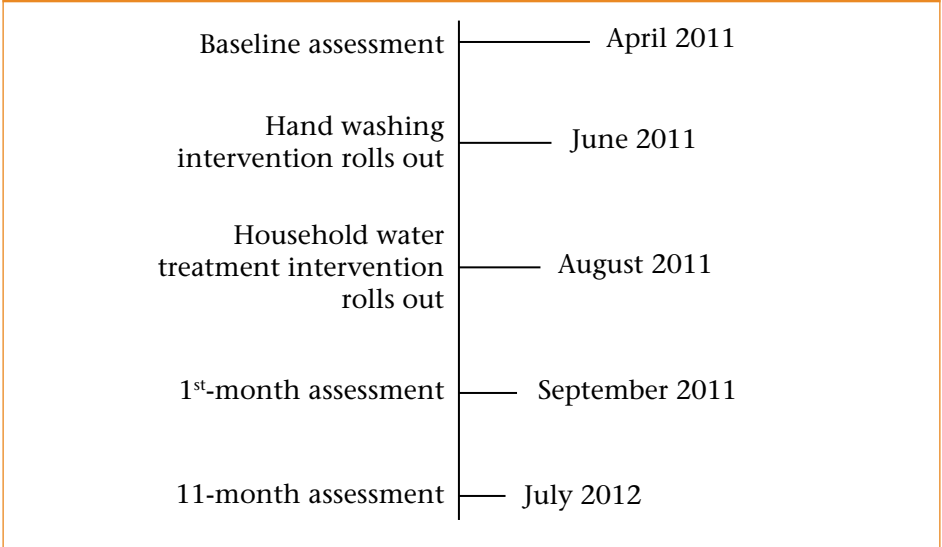 Baseline assessment April 2011
Hand washing
intervention rolls out
June 2011
Household water
treatment intervention
rolls out
August 2011
1st-month assessment September 2011
11-month assessment July 2012